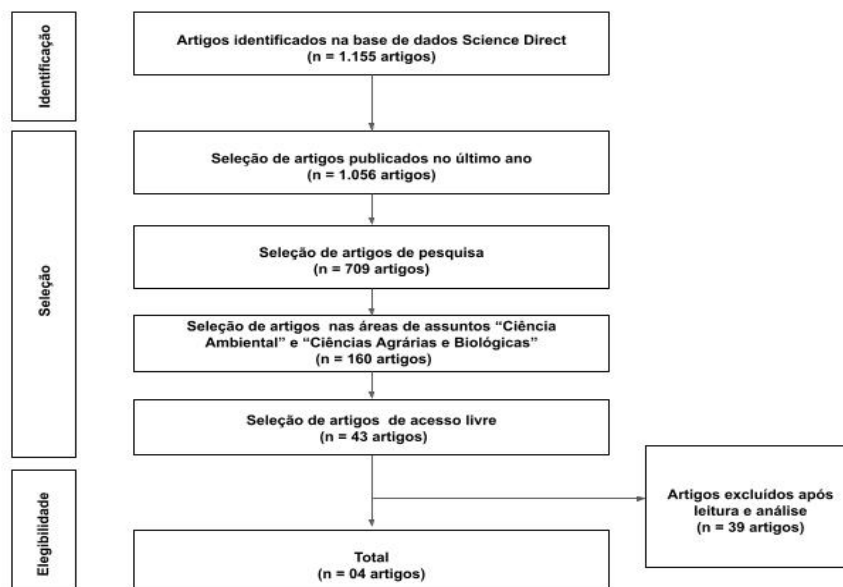 Identificação
Artigos identificados na base de dados Science Direct
(n = 1.155 artigos)
Seleção
Seleção de artigos publicados no último ano
(n = 1.056 artigos)
Seleção de artigos de pesquisa
(n = 709 artigos)
Seleção de artigos nas áreas de assuntos “Ciência
Ambiental” e “Ciências Agrárias e Biológicas”
(n = 160 artigos)
Seleção de artigos de acesso livre
(n = 43 artigos)
Elegibilidade
Artigos excluídos após
leitura e análise
(n = 39 artigos)
Total
(n = 04 artigos)